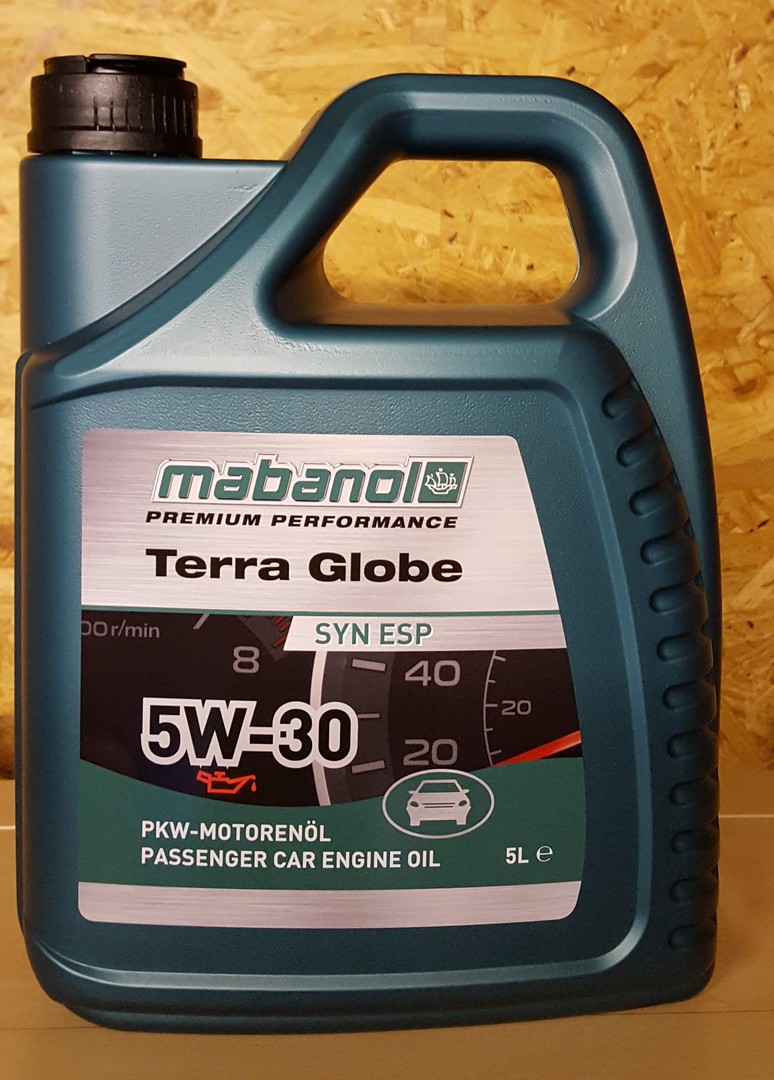 mabanol
PREMIUM PERFORMANCE
Terra Globe
SYN ESP
00 r/min
8
40
20
20
5W-30
PKW-MOTORENÖL
PASSENGER CAR ENGINE OIL
5L ℮